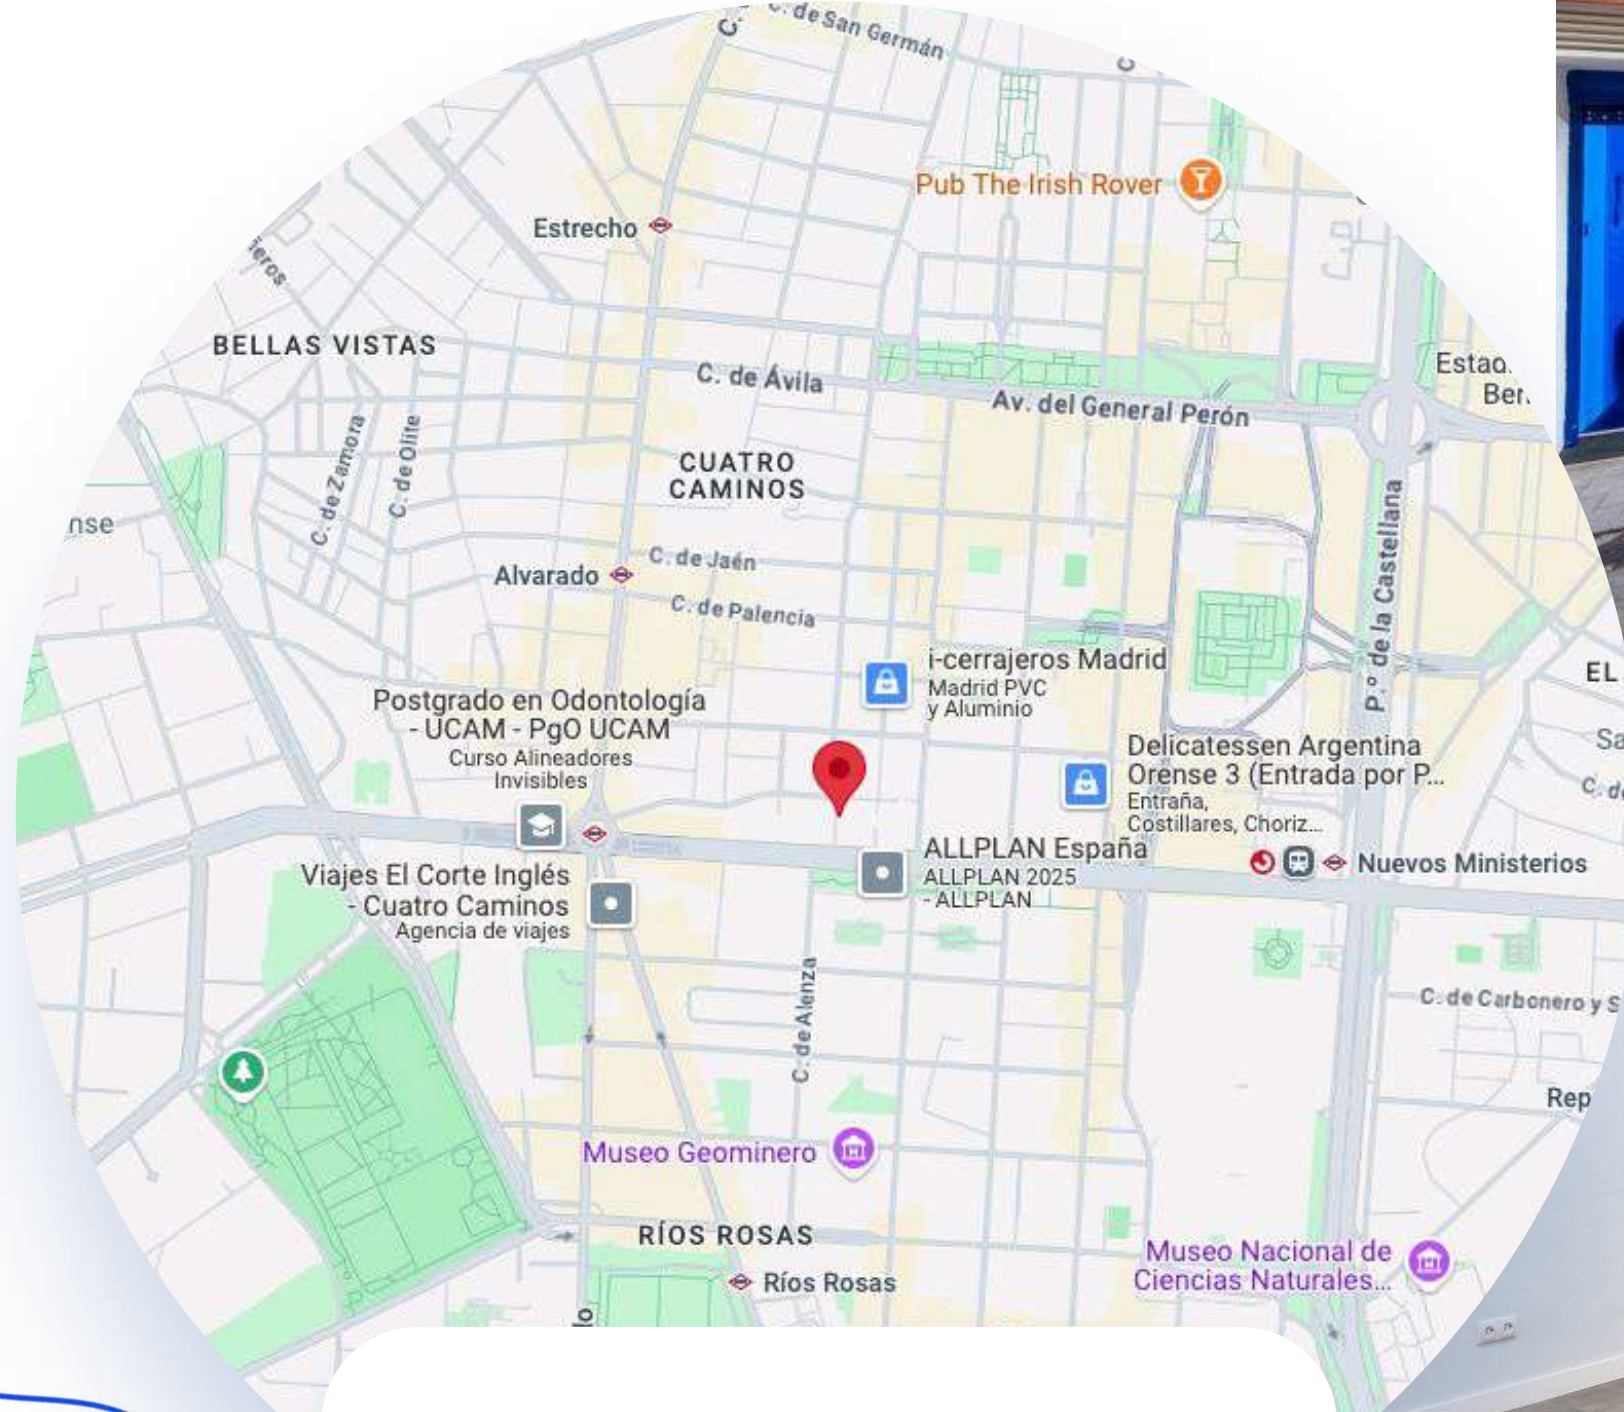 C. de San Germán
Pub The Irish Rover
Estrecho
BELLAS VISTAS
C. de Ávila
Av. del General Perón
C. de Zamora
C. de Olite
CUATRO
CAMINOS
P.º de la Castellana
C. de Jaén
Alvarado
C. de Palencia
i-cerrajeros Madrid
Madrid PVC
y Aluminio
EL
Postgrado en Odontología
- UCAM - PgO UCAM
Curso Alineadores
Invisibles
Delicatessen Argentina
Orense 3 (Entrada por P...
Entraña,
Costillares, Choriz...
ALLPLAN España
ALLPLAN 2025
- ALLPLAN
Nuevos Ministerios
Viajes El Corte Inglés
- Cuatro Caminos
Agencia de viajes
C. de Alenza
C. de Carbonero y S
Rep
Museo Geominero
RÍOS ROSAS
Ríos Rosas
Museo Nacional de
Ciencias Naturales...